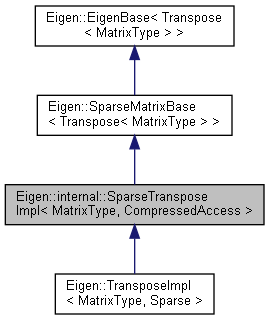 Eigen::EigenBase< Transpose
< MatrixType > >
Eigen::SparseMatrixBase
< Transpose< MatrixType > >
Eigen::internal::SparseTranspose
Impl< MatrixType, CompressedAccess >
Eigen::TransposeImpl
< MatrixType, Sparse >